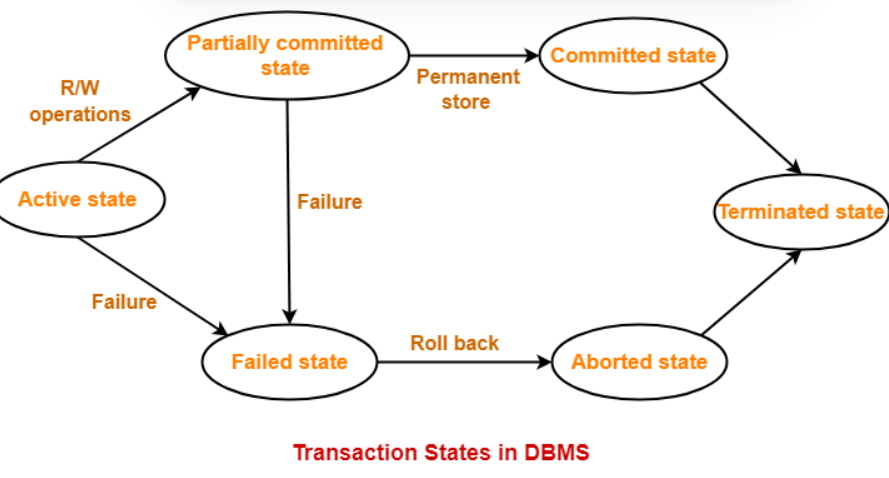 Partially committed
state
Committed state
Permanent
store
R/W
operations
Active state
Failure
Terminated state
Failure
Failed state
Roll back
Aborted state
Transaction States in DBMS